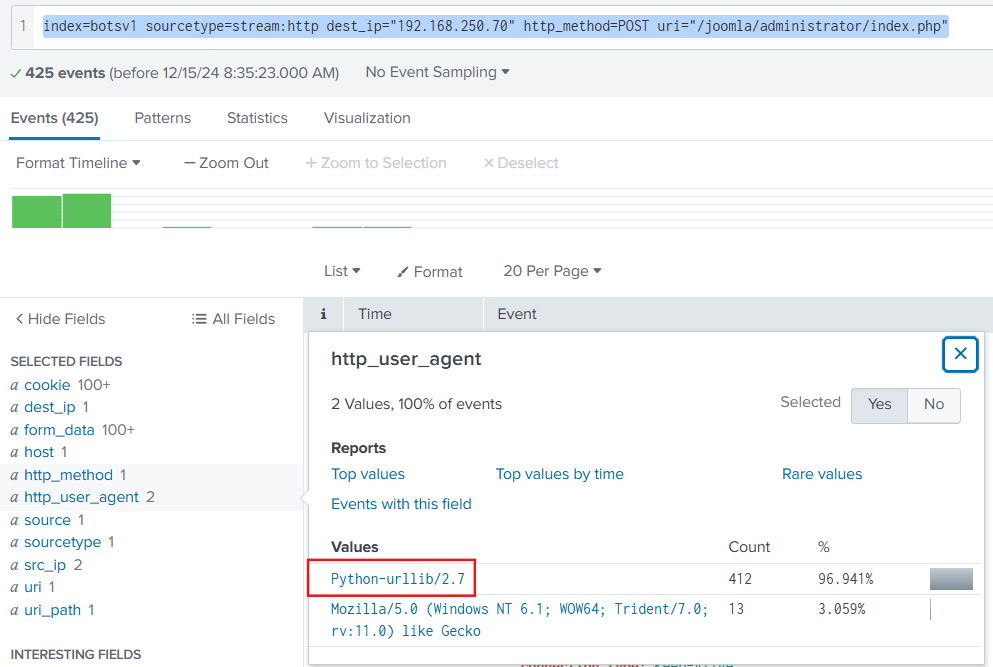 1 index=botsv1 sourcetype=stream:http dest_ip="192.168.250.70" http_method=POST uri="/joomla/administrator/index.php"
425 events (before 12/15/24 8:35:23.000 AM) No Event Sampling
Events (425) Patterns Statistics Visualization
Format Timeline Zoom Out + Zoom to Selection × Deselect
List Format 20 Per Page
Hide Fields All Fields
i Time Event
SELECTED FIELDS
a cookie 100+
a dest_ip 1
a form_data 100+
a host 1
a http_method 1
a http_user_agent 2
a source 1
a sourcetype 1
a src_ip 2
a uri 1
a uri_path 1
INTERESTING FIELDS
http_user_agent
2 Values, 100% of events Selected Yes No
Reports
Top values Top values by time Rare values
Events with this field
Values Count %
Python-urllib/2.7 412 96.941%
Mozilla/5.0 (Windows NT 6.1; WOW64; Trident/7.0; 13 3.059%
rv:11.0) like Gecko